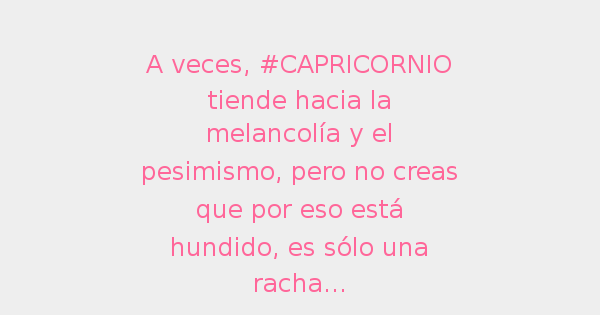 A veces, #CAPRICORNIO
tiende hacia la
melancolía y el
pesimismo, pero no creas
que por eso está
hundido, es sólo una
racha...